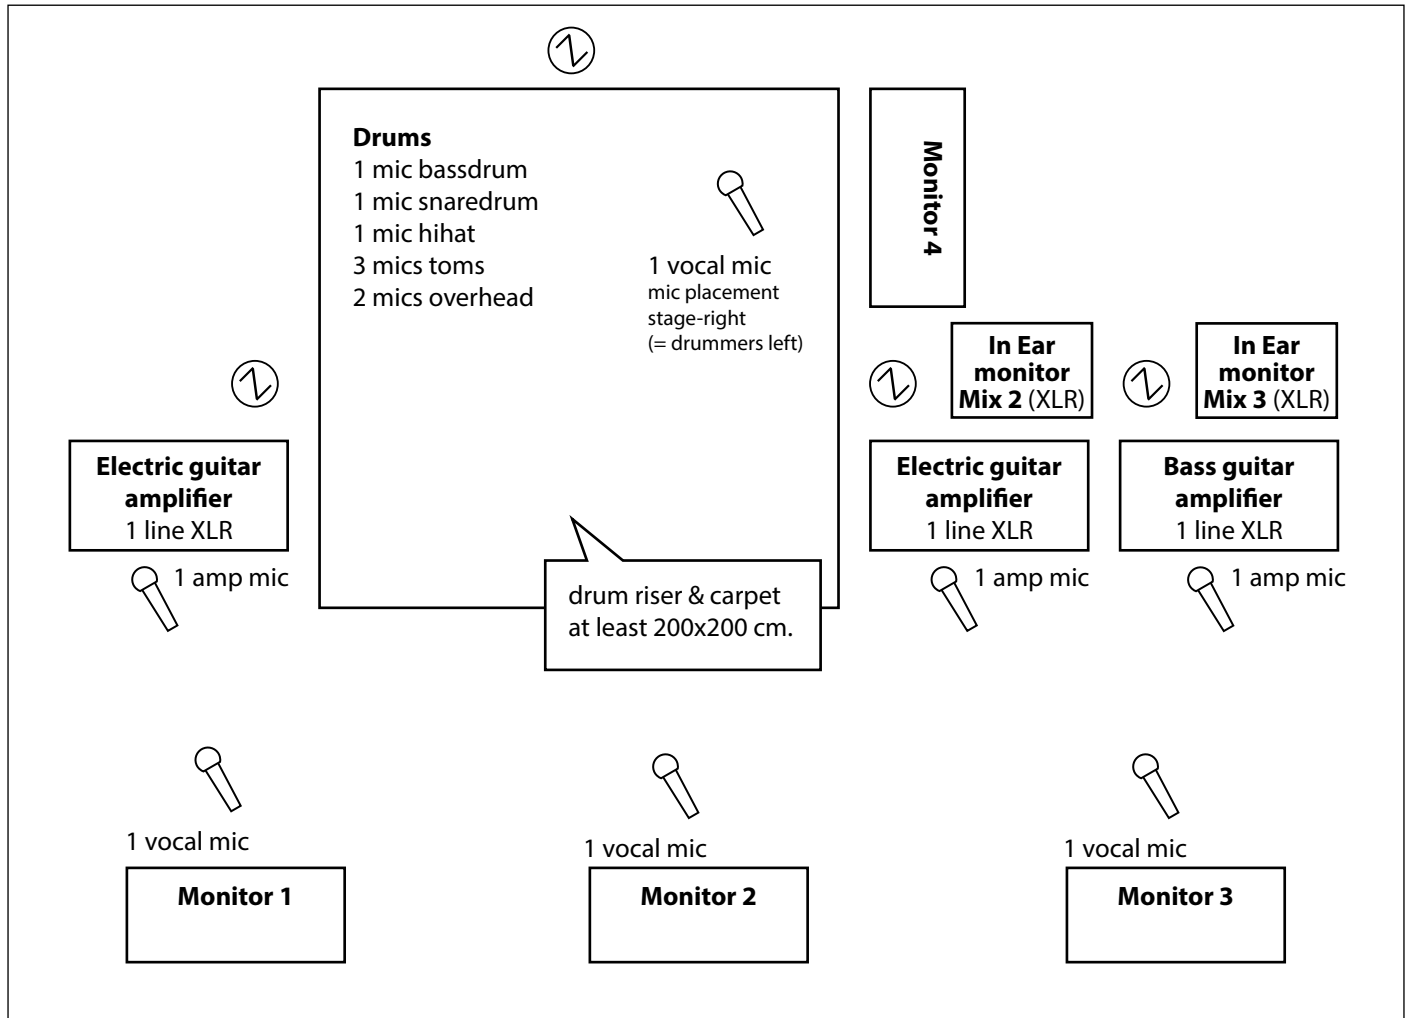 Drums
1 mic bassdrum
1 mic snaredrum
1 mic hihat
3 mics toms
2 mics overhead
1 vocal mic
mic placement
stage-right
(= drummers left)
Monitor 4
In Ear
monitor
Mix 2 (XLR)
In Ear
monitor
Mix 3 (XLR)
Electric guitar
amplifier
1 line XLR
1 amp mic
drum riser & carpet
at least 200x200 cm.
Electric guitar
amplifier
1 line XLR
1 amp mic
Bass guitar
amplifier
1 line XLR
1 amp mic
1 vocal mic
Monitor 1
1 vocal mic
Monitor 2
1 vocal mic
Monitor 3